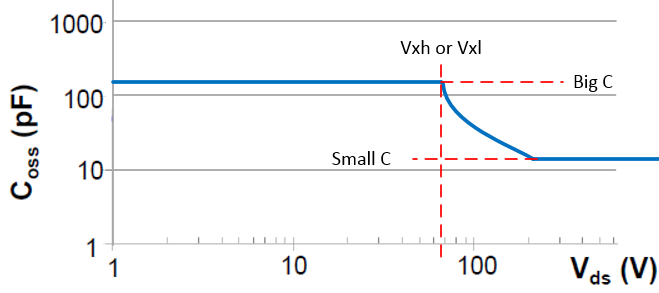 1000
Vxh or Vxl
Big C
100
Small C
10
1
1
10
100
Coss (pF)
Vds (V)